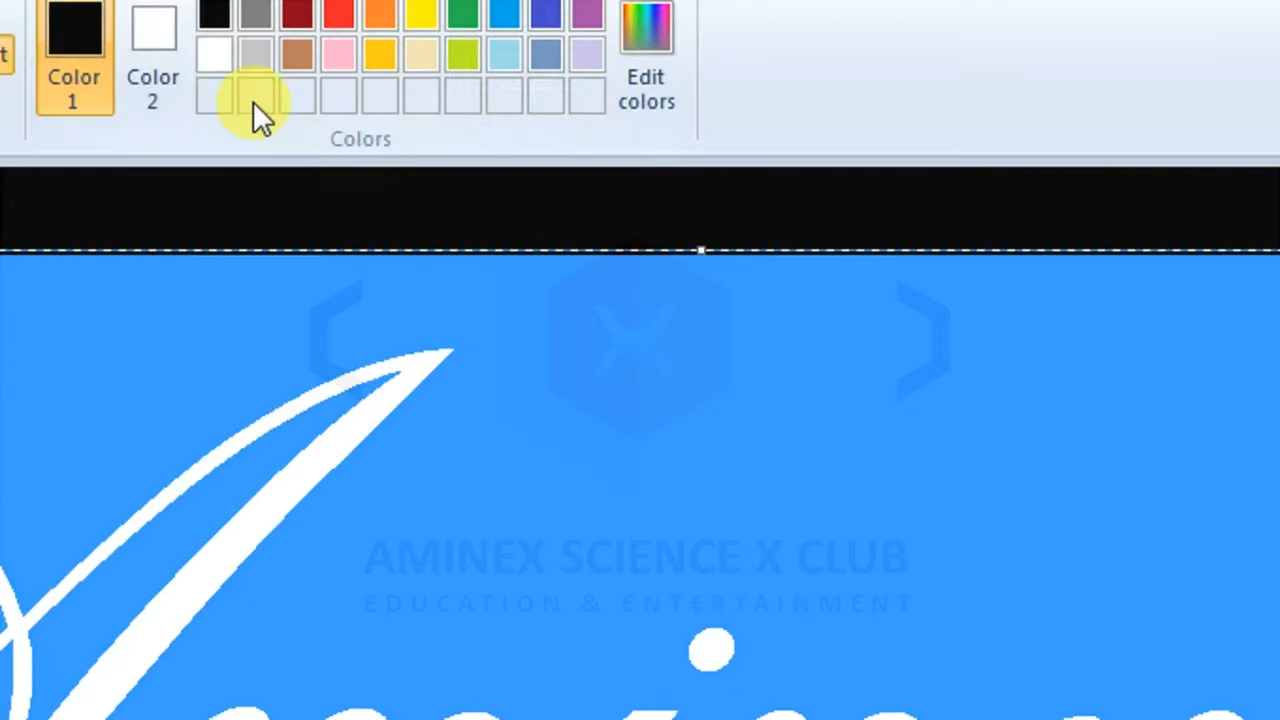 t
Color
1
Color
2
Edit
colors
Colors
AMINEX SCIENCE X CLUB
EDUCATION & ENTERTAINMENT